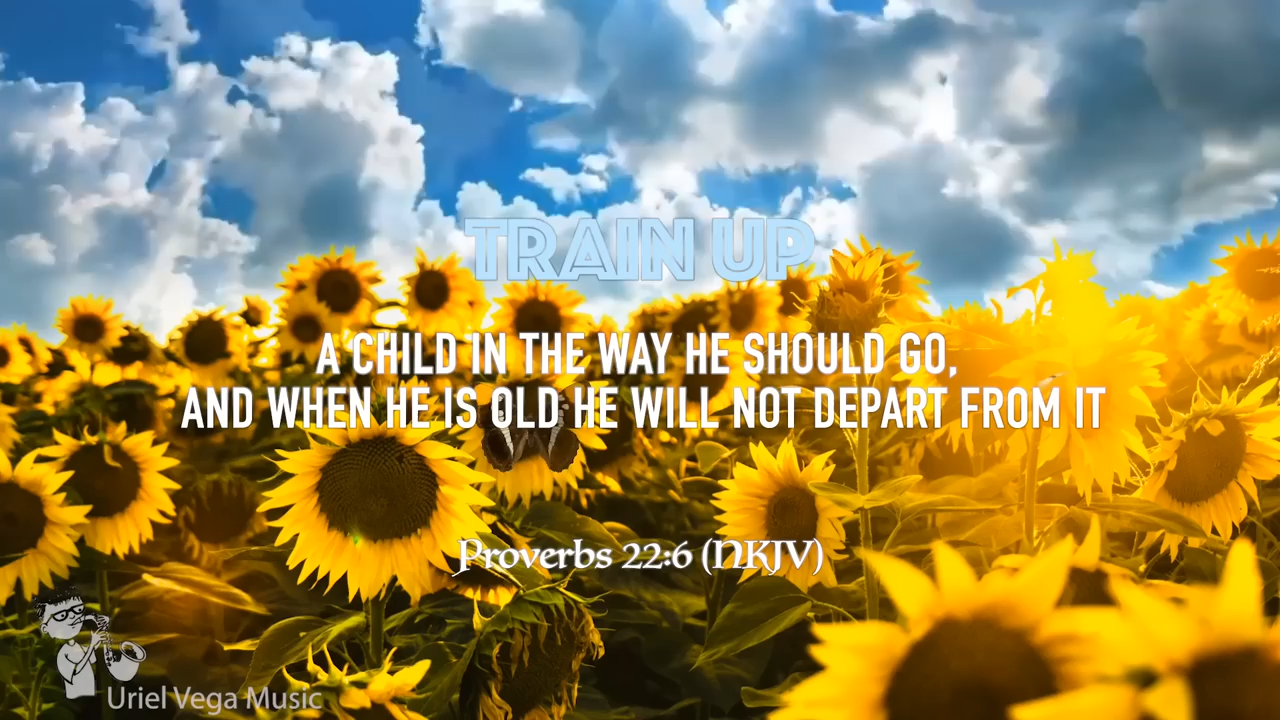 TRAIN UP
A CHILD IN THE WAY HE SHOULD GO,
AND WHEN HE IS OLD HE WILL NOT DEPART FROM IT
Proverbs 22:6 (NKJV)
Uriel Vega Music